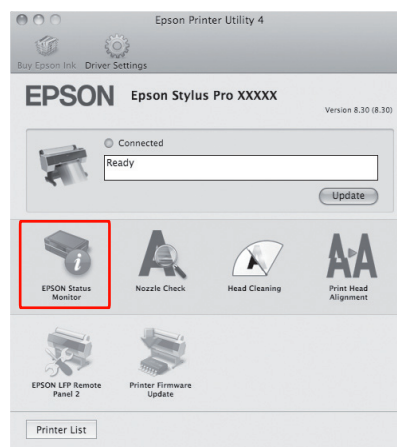 Epson Printer Utility 4
Buy Epson Ink Driver Settings
EPSON Epson Stylus Pro XXXXX
Version 8.30 (8.30)
Connected
Ready
Update
EPSON Status
Monitor
Nozzle Check
Head Cleaning
Print Head
Alignment
EPSON LFP Remote
Panel 2
Printer Firmware
Update
Printer List